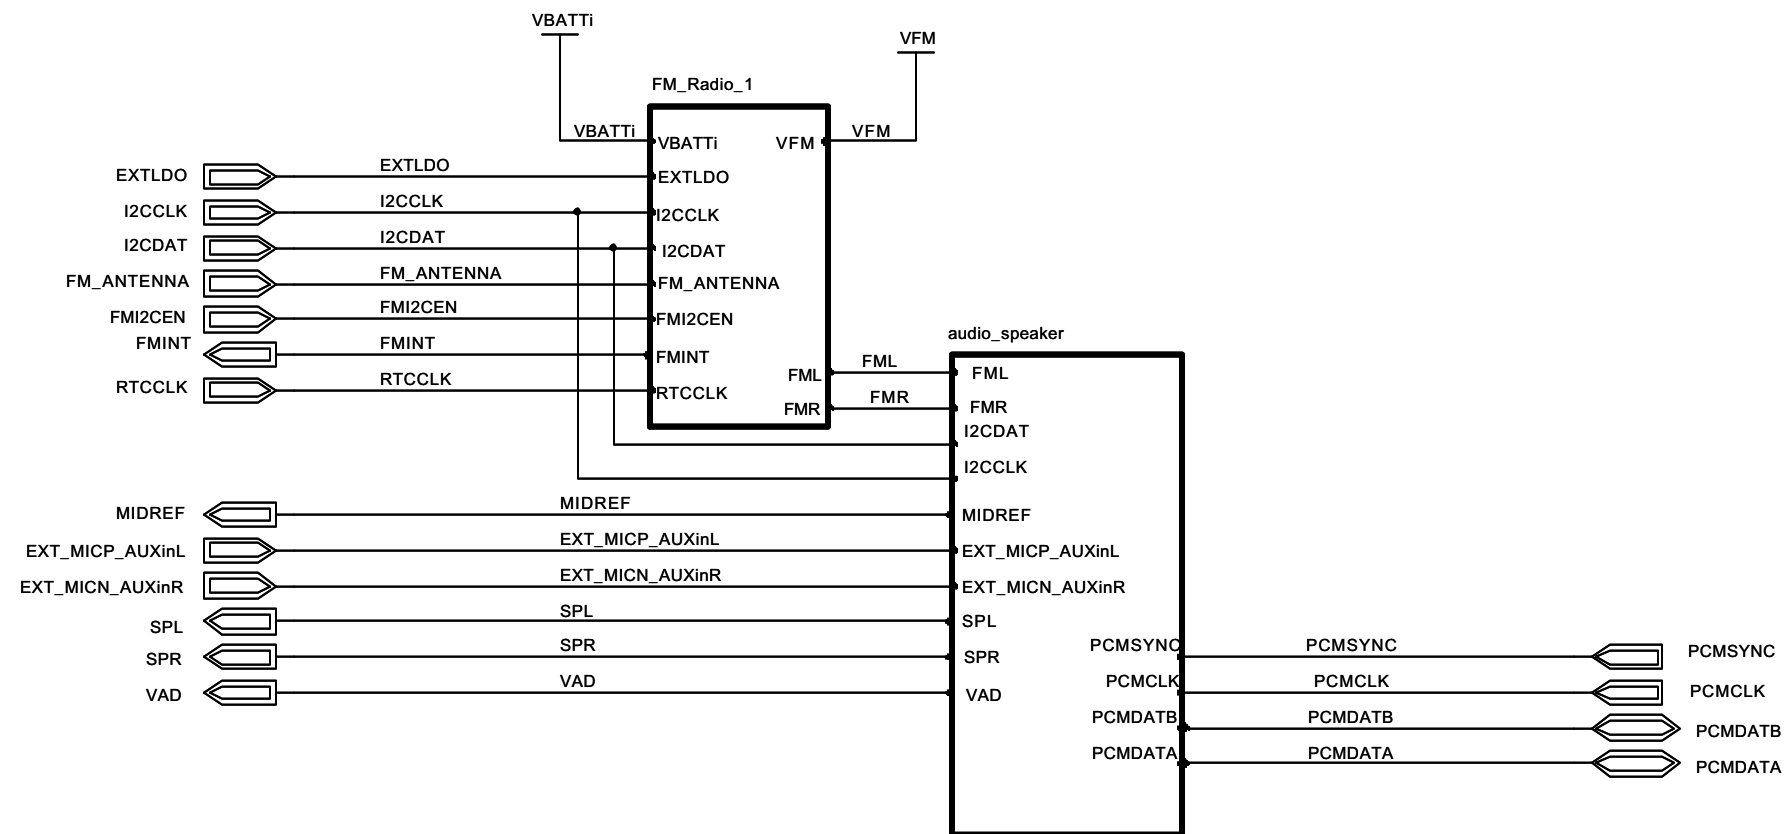 VBATTi
VFM
FM_Radio_1
VBATTi
VFM
VBATTi
VFM
EXTLDO
EXTLDO
EXTLDO
I2CCLK
I2CCLK
I2CCLK
I2CDAT
I2CDAT
I2CDAT
FM_ANTENNA
FM_ANTENNA
FM_ANTENNA
FMI2CEN
FMI2CEN
FMI2CEN
FMINT
FMINT
FMINT
RTCCLK
RTCCLK
RTCCLK
FML
FMR
FML
FMR
audio_speaker
FML
FMR
I2CDAT
I2CCLK
MIDREF
MIDREF
MIDREF
EXT_MICP_AUXinL
EXT_MICP_AUXinL
EXT_MICP_AUXinL
EXT_MICN_AUXinR
EXT_MICN_AUXinR
EXT_MICN_AUXinR
SPL
SPL
SPL
SPR
SPR
SPR
VAD
VAD
VAD
PCMSYNC
PCMSYNC
PCMSYNC
PCMCLK
PCMCLK
PCMCLK
PCMDATB
PCMDATB
PCMDATB
PCMDATA
PCMDATA
PCMDATA